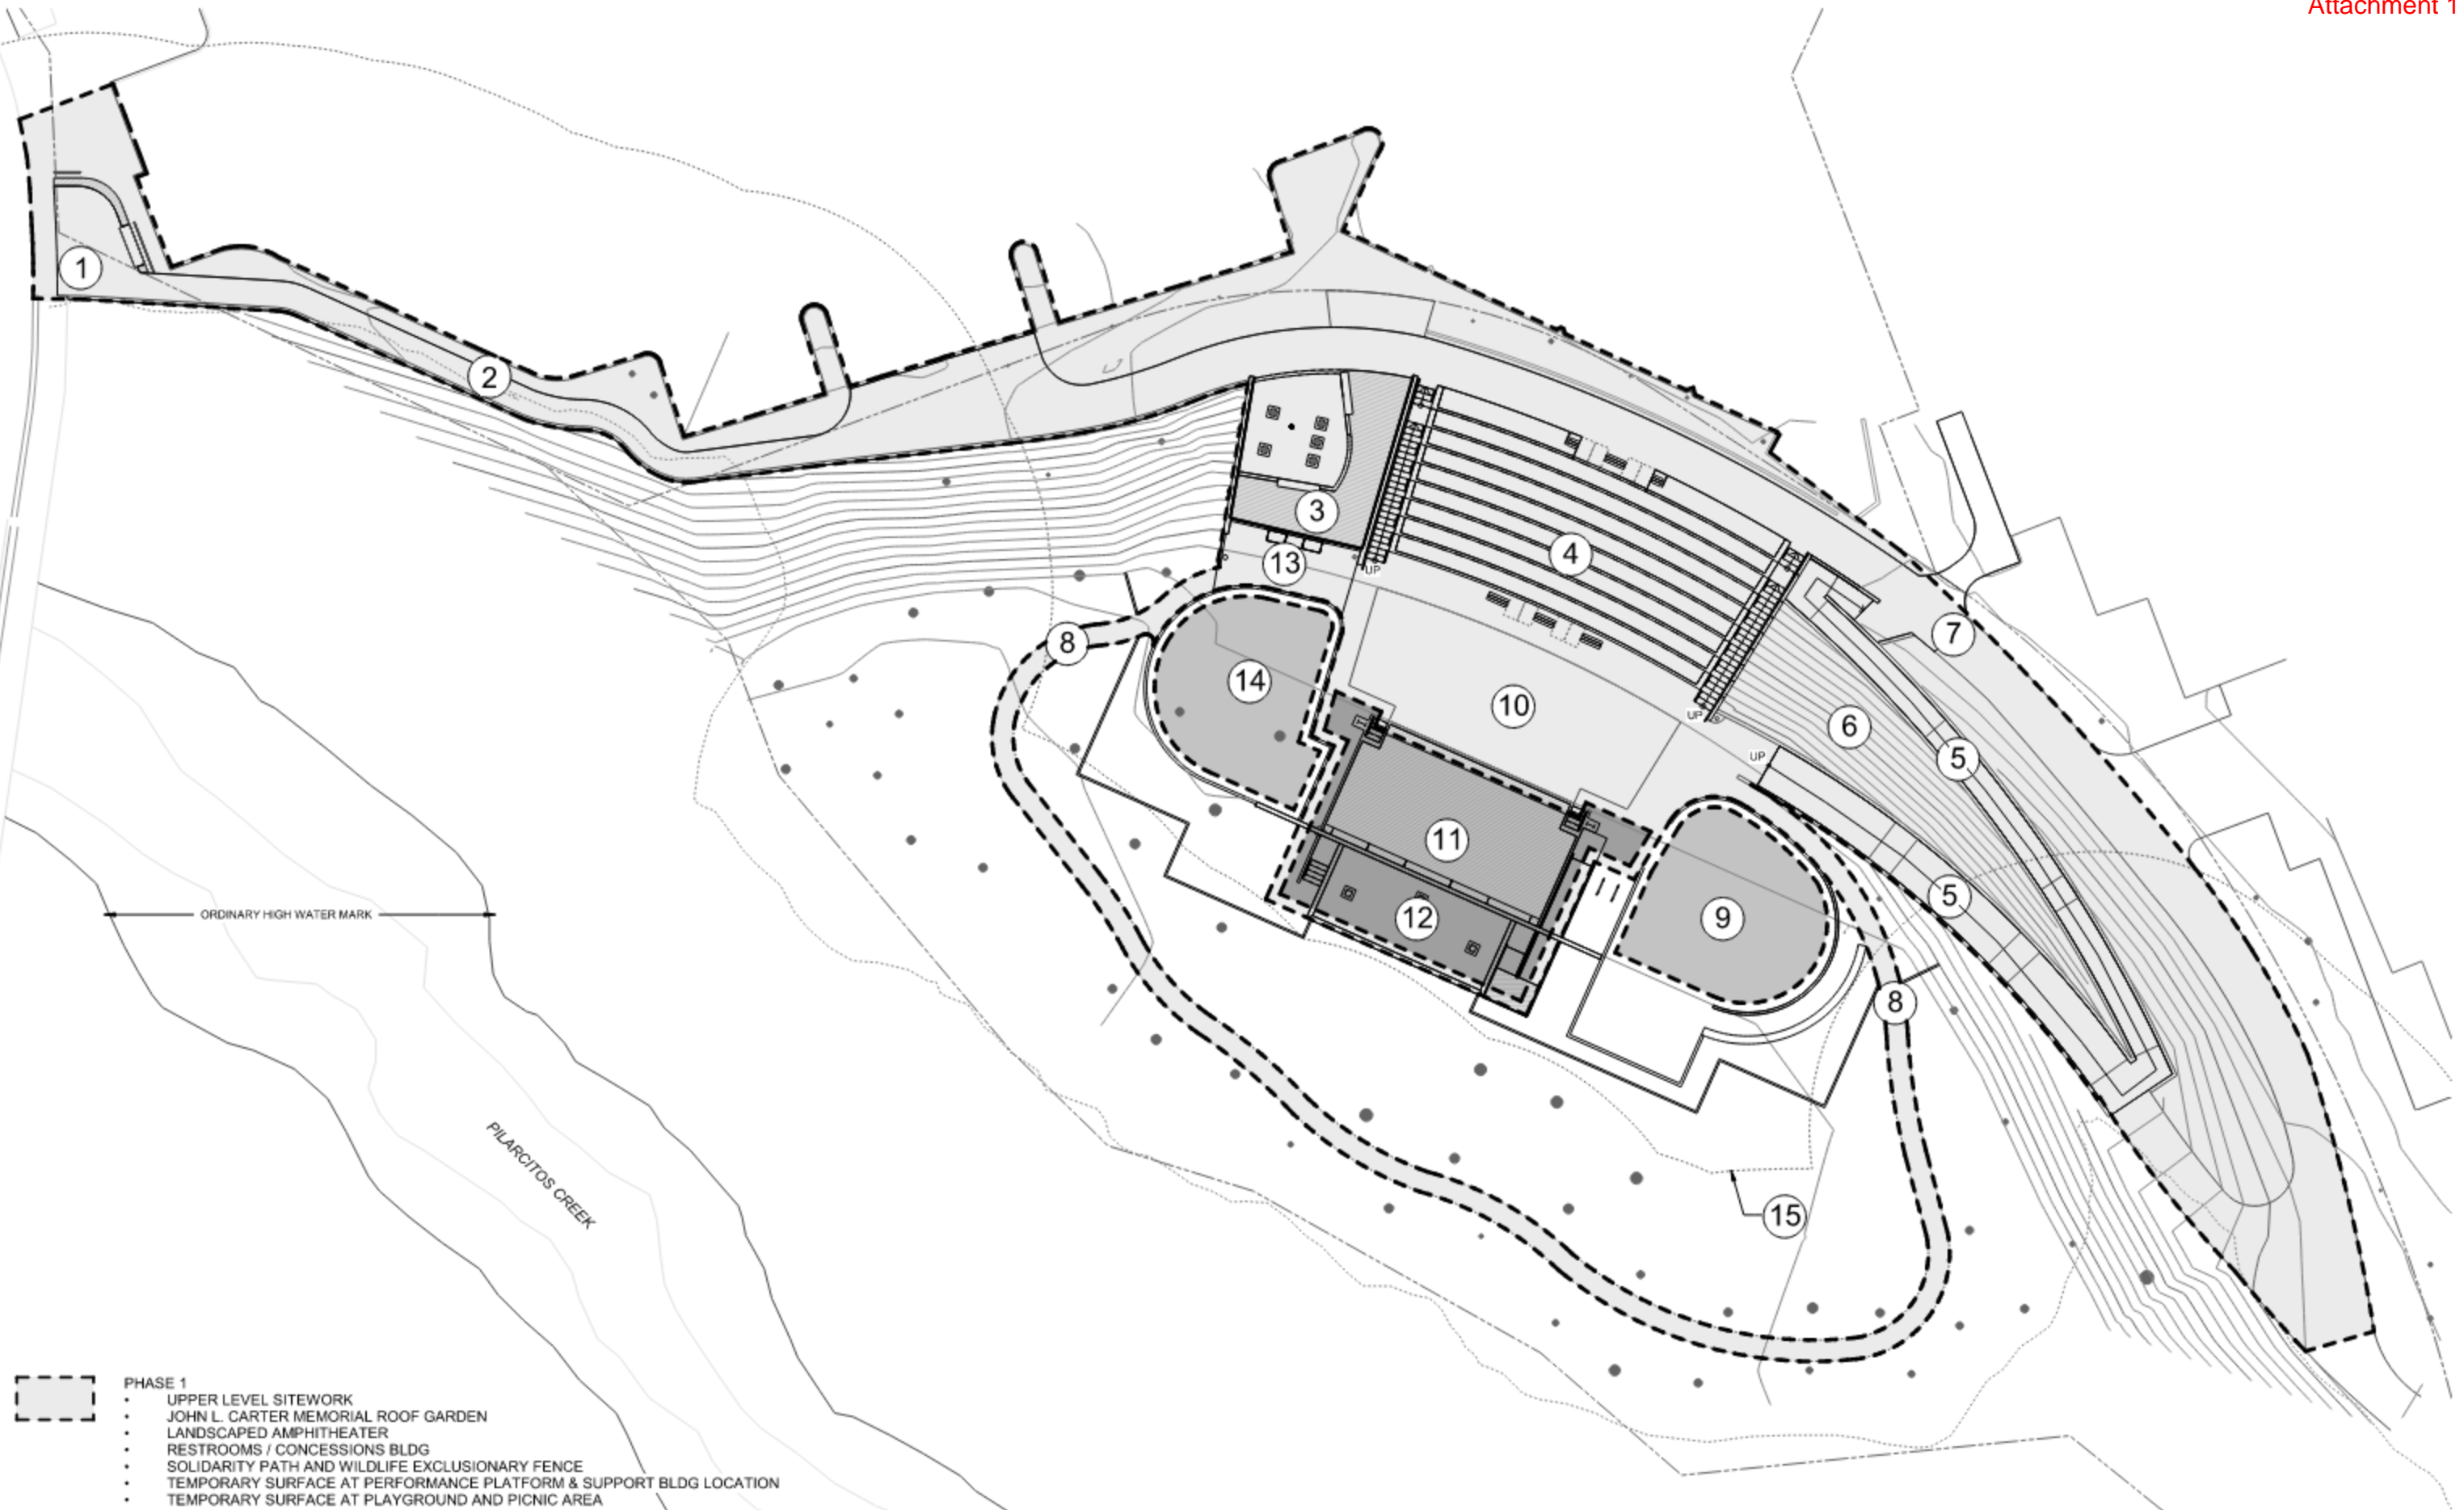 Attachment 1
1
2
3
4
13
UP
8
7
14
10
UP
6
UP
5
11
5
12
9
ORDINARY HIGH WATER MARK
8
PILARCITOS CREEK
15
PHASE 1
• UPPER LEVEL SITEWORK
• JOHN L. CARTER MEMORIAL ROOF GARDEN
• LANDSCAPED AMPHITHEATER
• RESTROOMS / CONCESSIONS BLDG
• SOLIDARITY PATH AND WILDLIFE EXCLUSIONARY FENCE
• TEMPORARY SURFACE AT PERFORMANCE PLATFORM & SUPPORT BLDG LOCATION
• TEMPORARY SURFACE AT PLAYGROUND AND PICNIC AREA